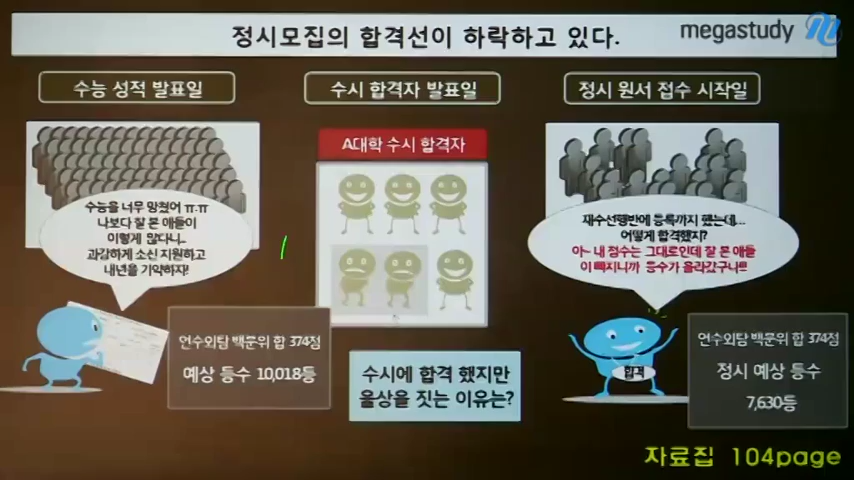 정시모집의 합격선이 하락하고 있다.
megastudy
수능 성적 발표일
수시 합격자 발표일
정시 원서 접수 시작일
A대학 수시 합격자
수능을 너무 망쳤어 ㅠ.ㅠ
나보다 잘 본 애들이
이렇게 많다니..
과감하게 소신 지원하고
내년을 기약하자!
재수선행반에 등록까지 했는데...
어떻게 합격했지?
아~ 내 점수는 그대로인데 잘 본 애들
이 빠지니까 등수가 올라갔구나!!!
언수외탐 백분위 합 374점
예상 등수 10,018등
수시에 합격 했지만
울상을 짓는 이유는?
합격
언수외탐 백분위 합 374점
정시 예상 등수
7,630등
자료집 104page